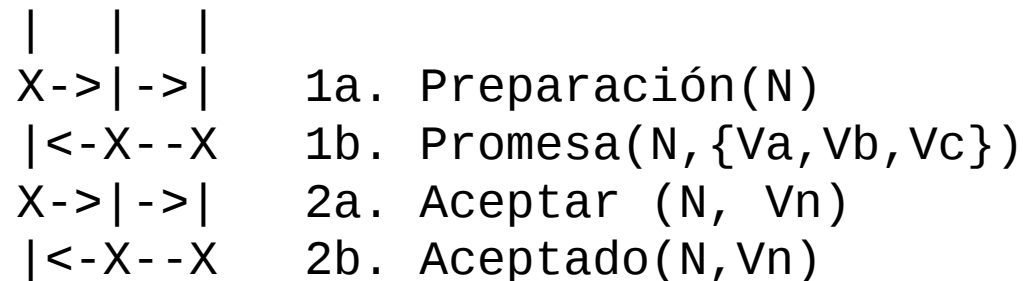 |   |   |
X->|->|   1a. Preparación(N)
|<-X--X   1b. Promesa(N,{Va,Vb,Vc})
X->|->|   2a. Aceptar (N, Vn)
|<-X--X   2b. Aceptado(N,Vn)